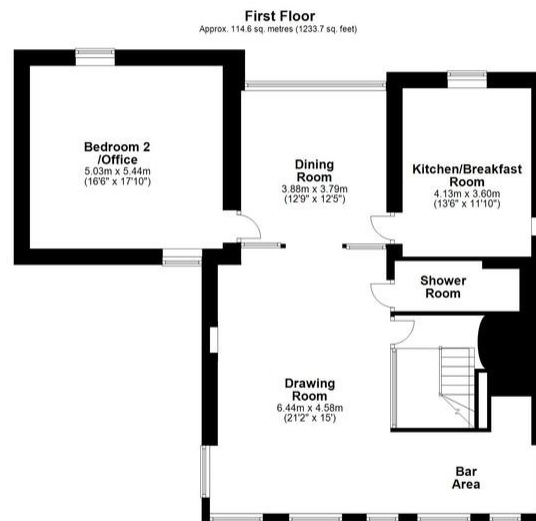 First Floor
Approx. 114.6 sq. metres (1233.7 sq. feet)
Bedroom 2
/Office
5.03m x 5.44m
(16'6" x 17'10")
Dining
Room
3.88m x 3.79m
(12'9" x 12'5")
Kitchen/Breakfast
Room
4.13m x 3.60m
(13'6" x 11'10")
Shower
Room
Drawing
Room
6.44m x 4.58m
(21'2" x 15')
Bar
Area